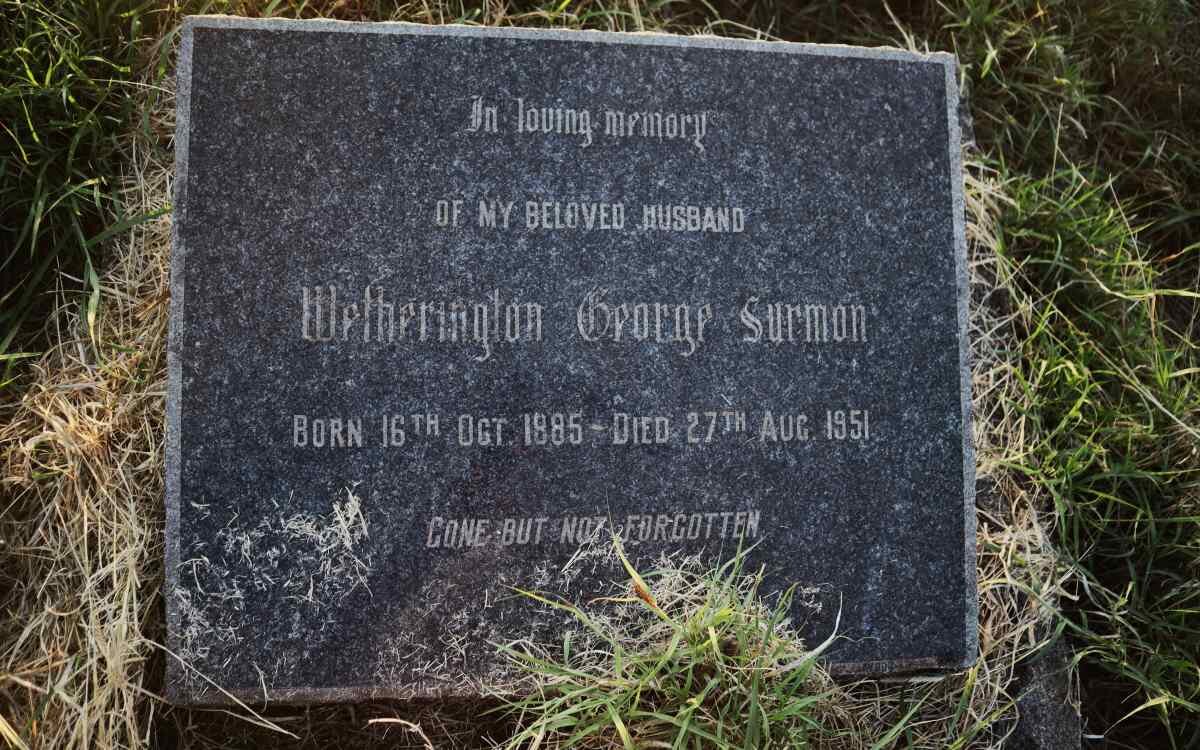 In loving memory
OF MY BELOVED HUSBAND
Wetherington George Surmon
BORN 16TH OCT 1885 - DIED 27TH AUG. 1951
GONE BUT NOT FORGOTTEN